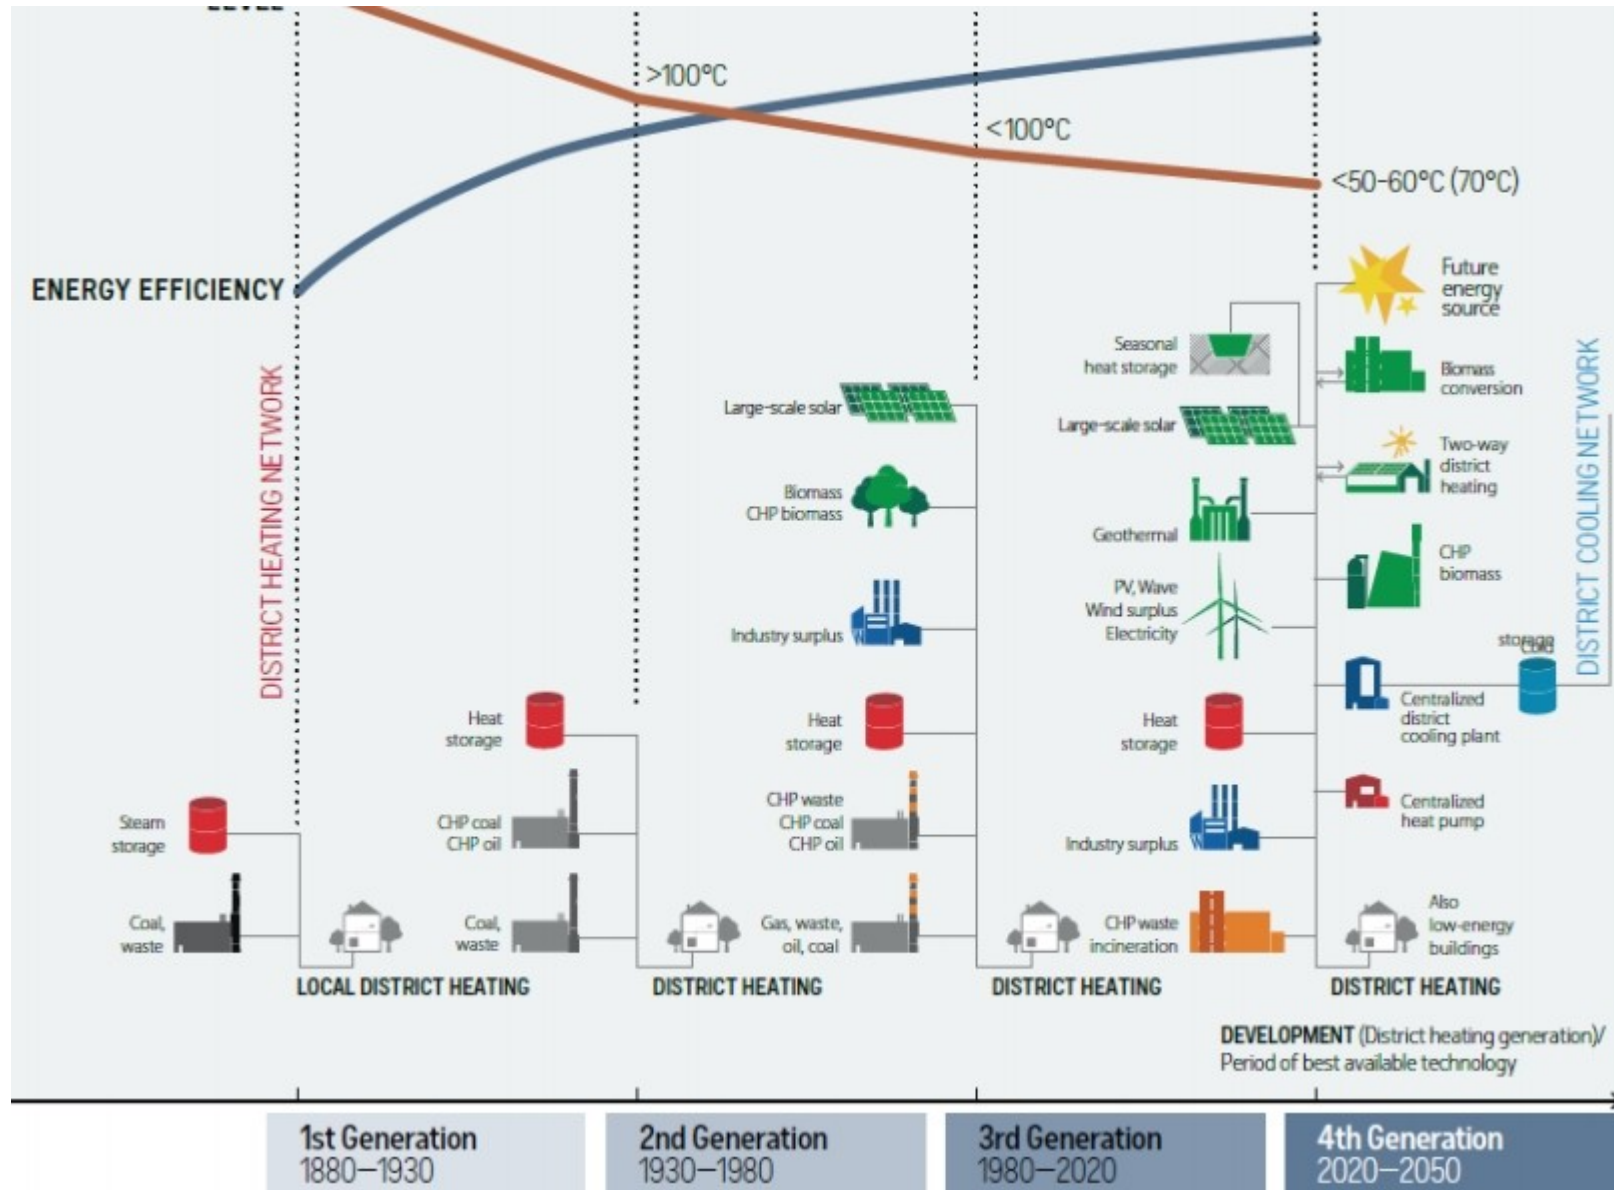 LEVEL
>100°C
<100°C
<50-60°C (70°C)
ENERGY EFFICIENCY
DISTRICT HEATING NETWORK
Steam
storage
Coal,
waste
LOCAL DISTRICT HEATING
Heat
storage
CHP coal
CHP oil
Coal,
waste
DISTRICT HEATING
Large-scale solar
Biomass
CHP biomass
Industry surplus
Heat
storage
CHP waste
CHP coal
CHP oil
Gas, waste,
oil, coal
DISTRICT HEATING
Seasonal
heat storage
Large-scale solar
Geothermal
PV, Wave
Wind surplus
Electricity
Heat
storage
Industry surplus
CHP waste
incineration
Future
energy
source
Biomass
conversion
Two-way
district
heating
CHP
biomass
storage
Cold
Centralized
district
cooling plant
Centralized
heat pump
Also
low-energy
buildings
DISTRICT HEATING
DISTRICT COOLING NETWORK
DEVELOPMENT (District heating generation)/
Period of best available technology
1st Generation
1880–1930
2nd Generation
1930–1980
3rd Generation
1980–2020
4th Generation
2020–2050